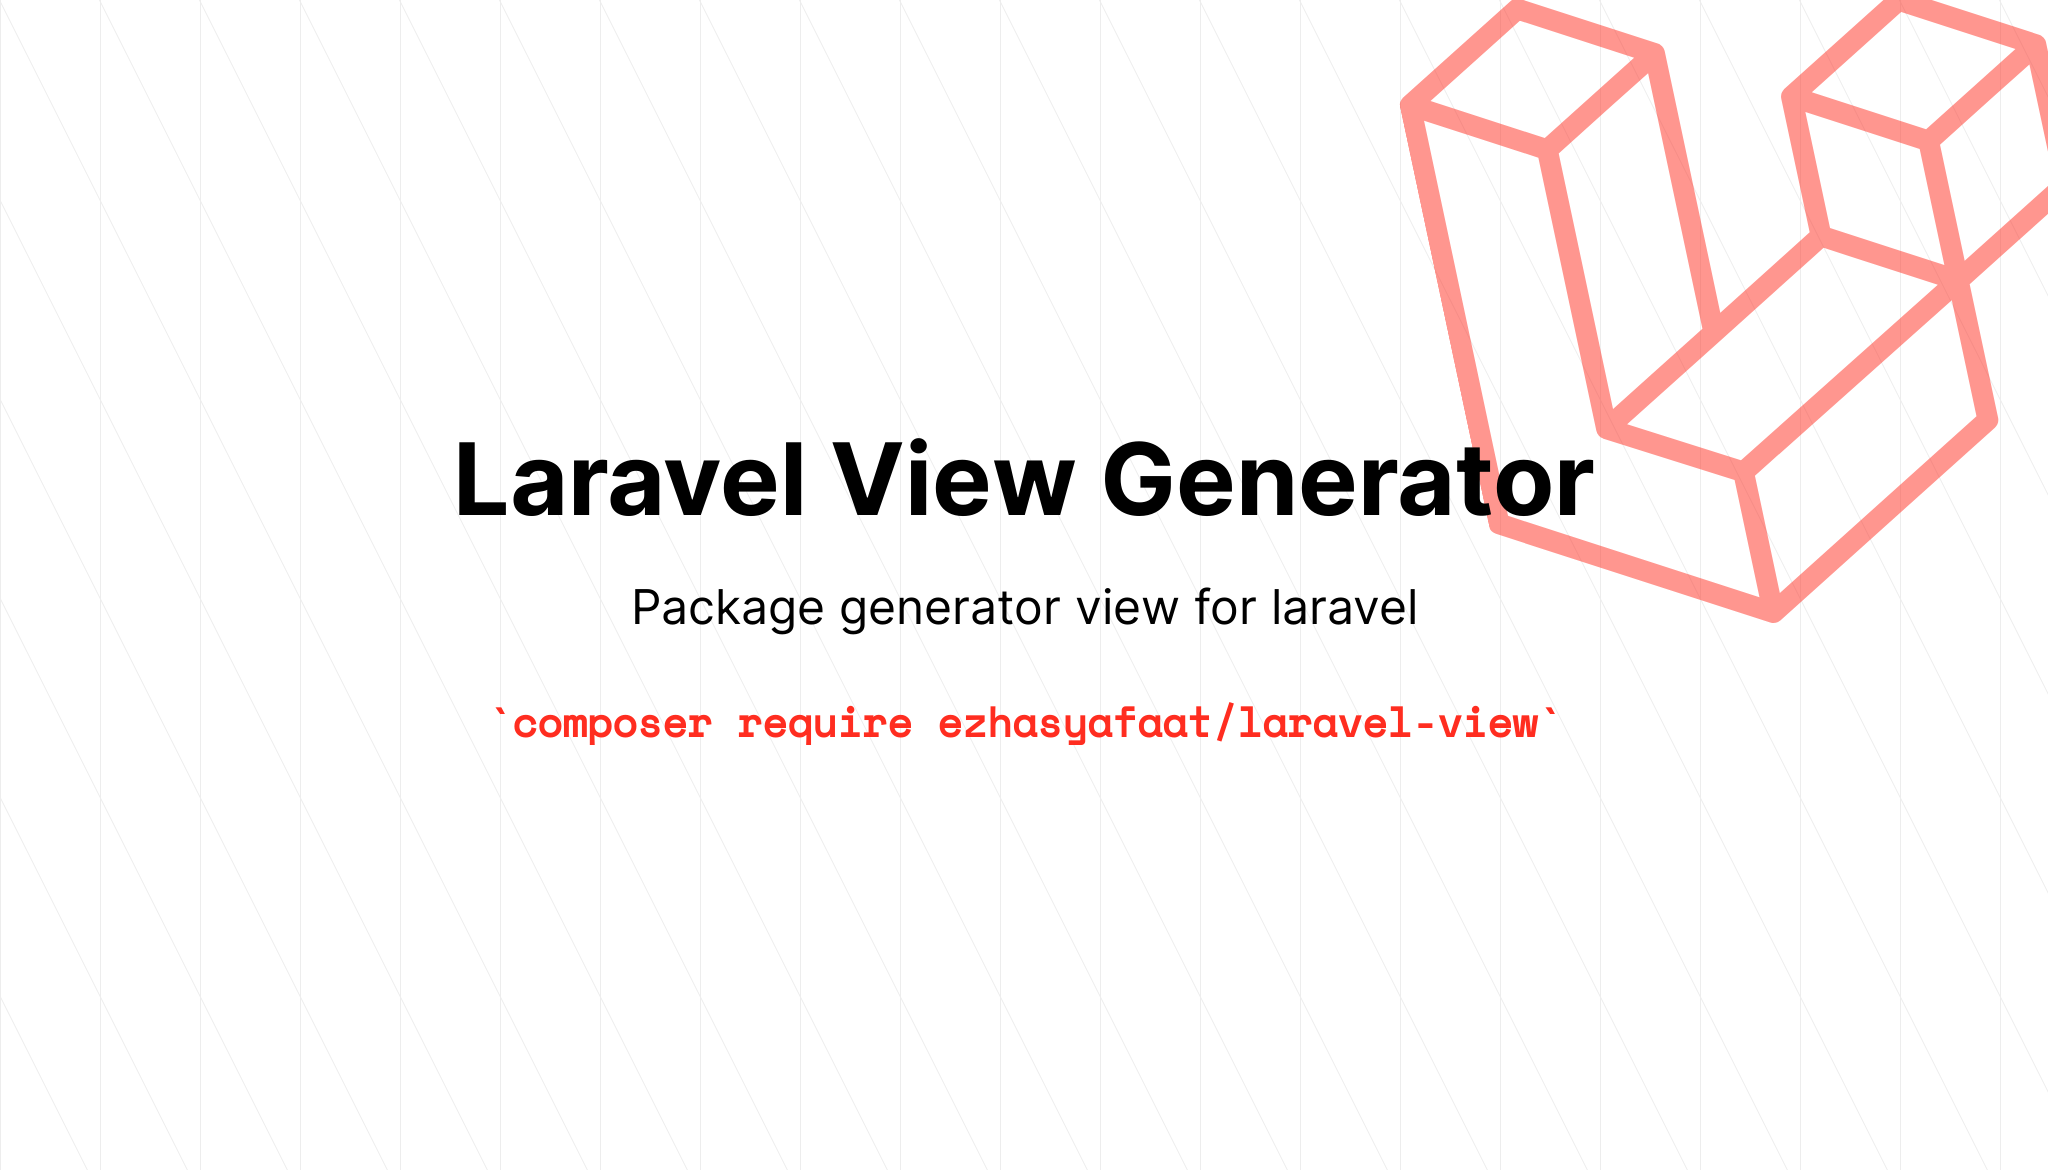 Laravel View Generator
Package generator view for laravel
`composer require ezhasyafaat/laravel-view`